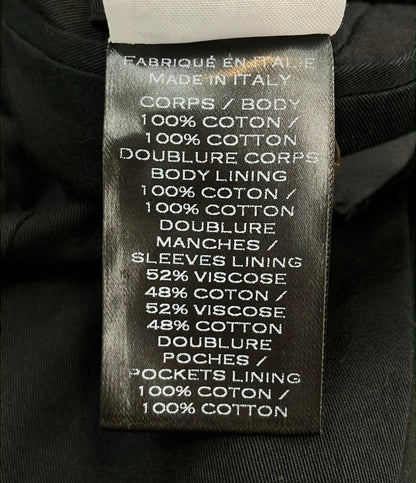 FABRIQUÉ EN ITALIE
MADE IN ITALY
CORPS / BODY
100% COTON /
100% COTTON
DOUBLURE CORPS
BODY LINING
100% COTON /
100% COTTON
DOUBLURE
MANCHES /
SLEEVES LINING
52% VISCOSE
48% COTON /
52% VISCOSE
48% COTTON
DOUBLURE
POCHES /
POCKETS LINING
100% COTON /
100% COTTON